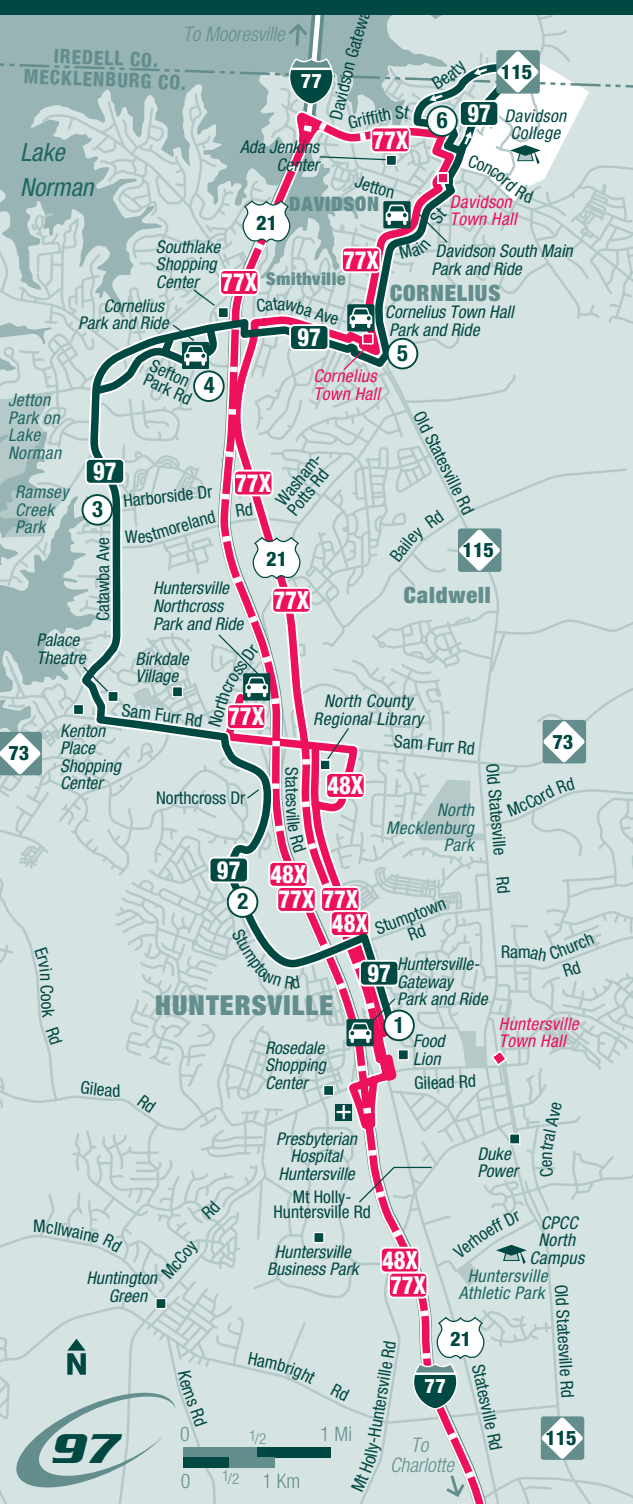 To Mooresville
IREDELL CO.
MECKLENBURG CO.
77
Davidson Gateway
Beaty
115
Griffith St
6
97
Davidson
College
77X
Ada Jenkins
Center
Lake
Norman
Concord Rd
Jetton
DAVIDSON
Davidson
Town Hall
21
Main St
Davidson South Main
Park and Ride
Southlake
Shopping
Center
77X
Smithville
77X
CORNELIUS
Cornelius
Park and Ride
Catawba Ave
Cornelius Town Hall
Park and Ride
97
5
Sefton
Park Rd
4
Cornelius
Town Hall
Jetton
Park on
Lake
Norman
Old Statesville Rd
97
77X
Washam-
Potts Rd
Ramsey
Creek
Park
3
Harborside Dr
Westmoreland Rd
Bailey Rd
115
21
Catawba Ave
Huntersville
Northcross
Park and Ride
77X
Caldwell
Palace
Theatre
Birkdale
Village
Northcross Dr
North County
Regional Library
77X
Sam Furr Rd
Sam Furr Rd
73
73
Kenton
Place
Shopping
Center
48X
Northcross Dr
Statesville Rd
Old Statesville Rd
McCord Rd
North
Mecklenburg
Park
97
48X
77X
77X
2
48X
Stumptown
Rd
Stumptown Rd
Ramah Church
Rd
Ervin Cook Rd
97
Huntersville-
Gateway
Park and Ride
HUNTERSVILLE
1
Huntersville
Town Hall
Rosedale
Shopping
Center
Food
Lion
Gilead Rd
Gilead Rd
Presbyterian
Hospital
Huntersville
Duke
Power
Central Ave
Mt Holly-
Huntersville Rd
McIlwaine Rd
McCoy Rd
Verhoeff Dr
CPCC
North
Campus
Huntersville
Business Park
48X
77X
Huntersville
Athletic Park
Huntington
Green
Old Statesville Rd
21
N
Hambright Rd
77
Kerns Rd
Mt Holly-Huntersville Rd
Statesville Rd
97
0 1/2 1 Mi
0 1/2 1 Km
To
Charlotte
115